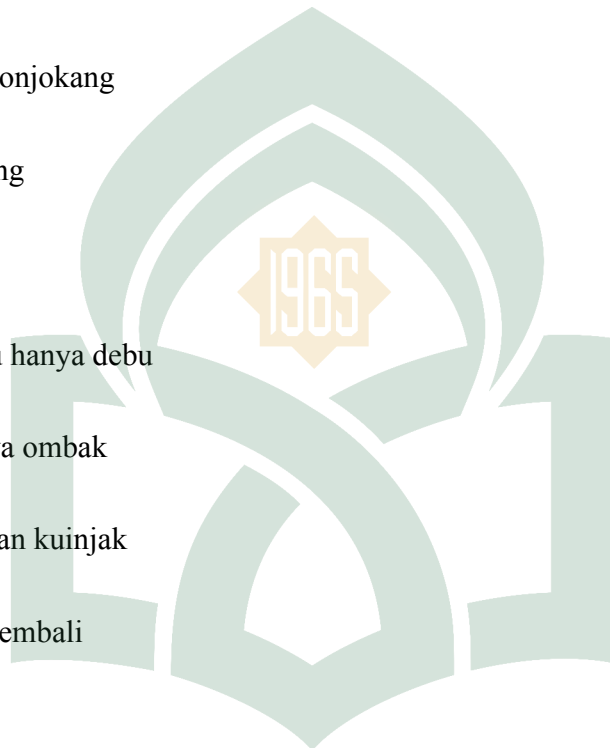 onjokang
ng
1965
hanya debu
a ombak
an kuinjak
embali